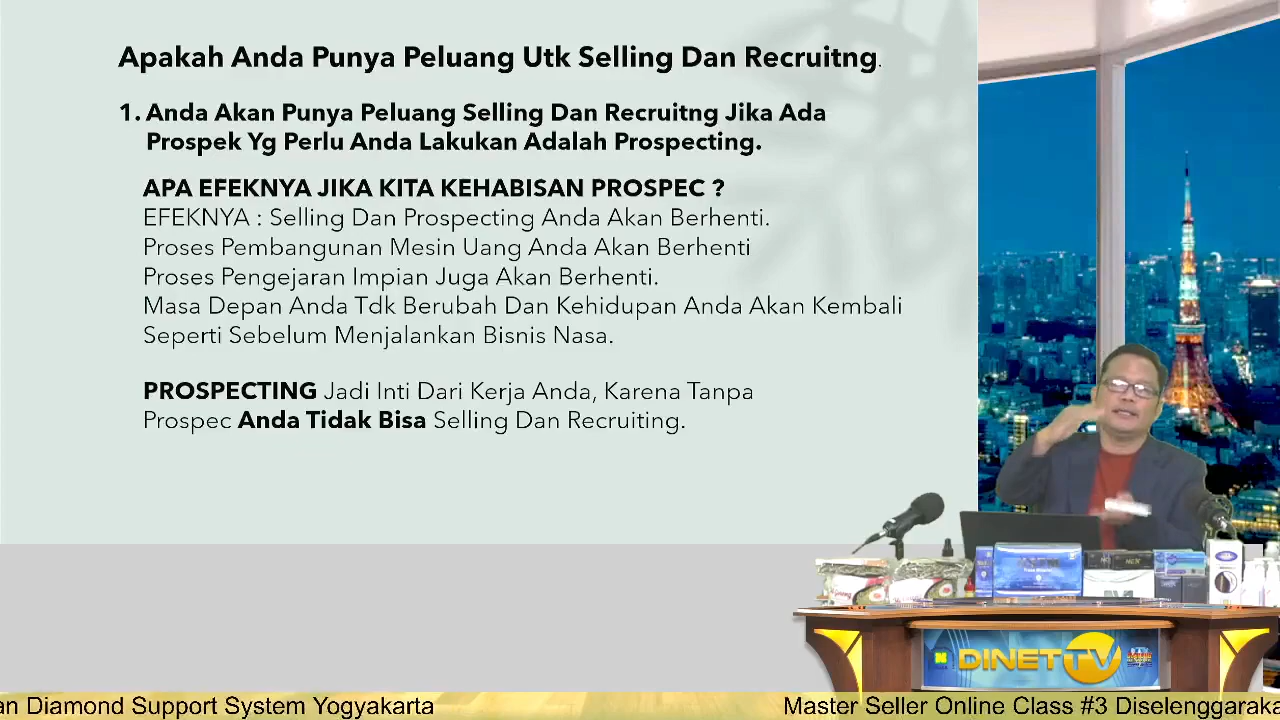 Apakah Anda Punya Peluang Utk Selling Dan Recruitng.
1. Anda Akan Punya Peluang Selling Dan Recruitng Jika Ada
Prospek Yg Perlu Anda Lakukan Adalah Prospecting.
APA EFEKNYA JIKA KITA KEHABISAN PROSPEC ?
EFEKNYA : Selling Dan Prospecting Anda Akan Berhenti.
Proses Pembangunan Mesin Uang Anda Akan Berhenti
Proses Pengejaran Impian Juga Akan Berhenti.
Masa Depan Anda Tdk Berubah Dan Kehidupan Anda Akan Kembali
Seperti Sebelum Menjalankan Bisnis Nasa.
PROSPECTING Jadi Inti Dari Kerja Anda, Karena Tanpa
Prospec Anda Tidak Bisa Selling Dan Recruiting.
DINET TV
an Diamond Support System Yogyakarta
Master Seller Online Class #3 Diselenggaraka